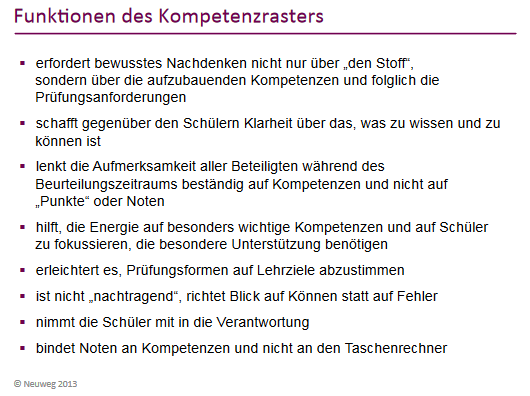 Funktionen des Kompetenzrasters
▪ erfordert bewusstes Nachdenken nicht nur über „den Stoff“,
sondern über die aufzubauenden Kompetenzen und folglich die
Prüfungsanforderungen
▪ schafft gegenüber den Schülern Klarheit über das, was zu wissen und zu
können ist
▪ lenkt die Aufmerksamkeit aller Beteiligten während des
Beurteilungszeitraums beständig auf Kompetenzen und nicht auf
„Punkte“ oder Noten
▪ hilft, die Energie auf besonders wichtige Kompetenzen und auf Schüler
zu fokussieren, die besondere Unterstützung benötigen
▪ erleichtert es, Prüfungsformen auf Lehrziele abzustimmen
▪ ist nicht „nachtragend“, richtet Blick auf Können statt auf Fehler
▪ nimmt die Schüler mit in die Verantwortung
▪ bindet Noten an Kompetenzen und nicht an den Taschenrechner
© Neuweg 2013